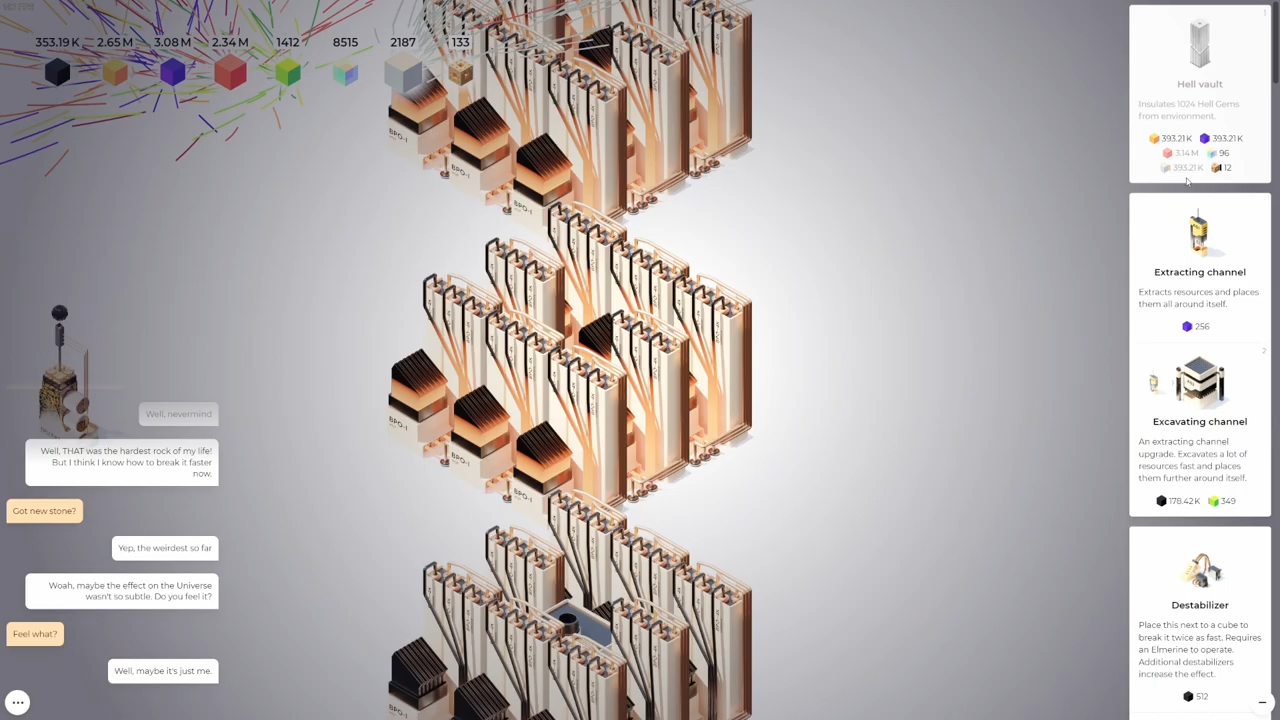 353.19 K
2.65 M
3.08 M
2.34 M
1412
8515
2187
133
BPO-I
BPO-I
BPO-I
BPO-I
BPO-I
Well, nevermind
Well, THAT was the hardest rock of my life!
But I think I know how to break it faster
now.
Got new stone?
Yep, the weirdest so far
Woah, maybe the effect on the Universe
wasn't so subtle. Do you feel it?
Feel what?
Well, maybe it's just me.
1
Hell vault
Insulates 1024 Hell Gems
from environment.
393.21 K 393.21 K
3.14 M 96
393.21 K 12
Extracting channel
Extracts resources and places
them all around itself.
256
2
Excavating channel
An extracting channel
upgrade. Excavates a lot of
resources fast and places
them further around itself.
178.42 K 349
Destabilizer
Place this next to a cube to
break it twice as fast. Requires
an Elmerine to operate.
Additional destabilizers
increase the effect.
512